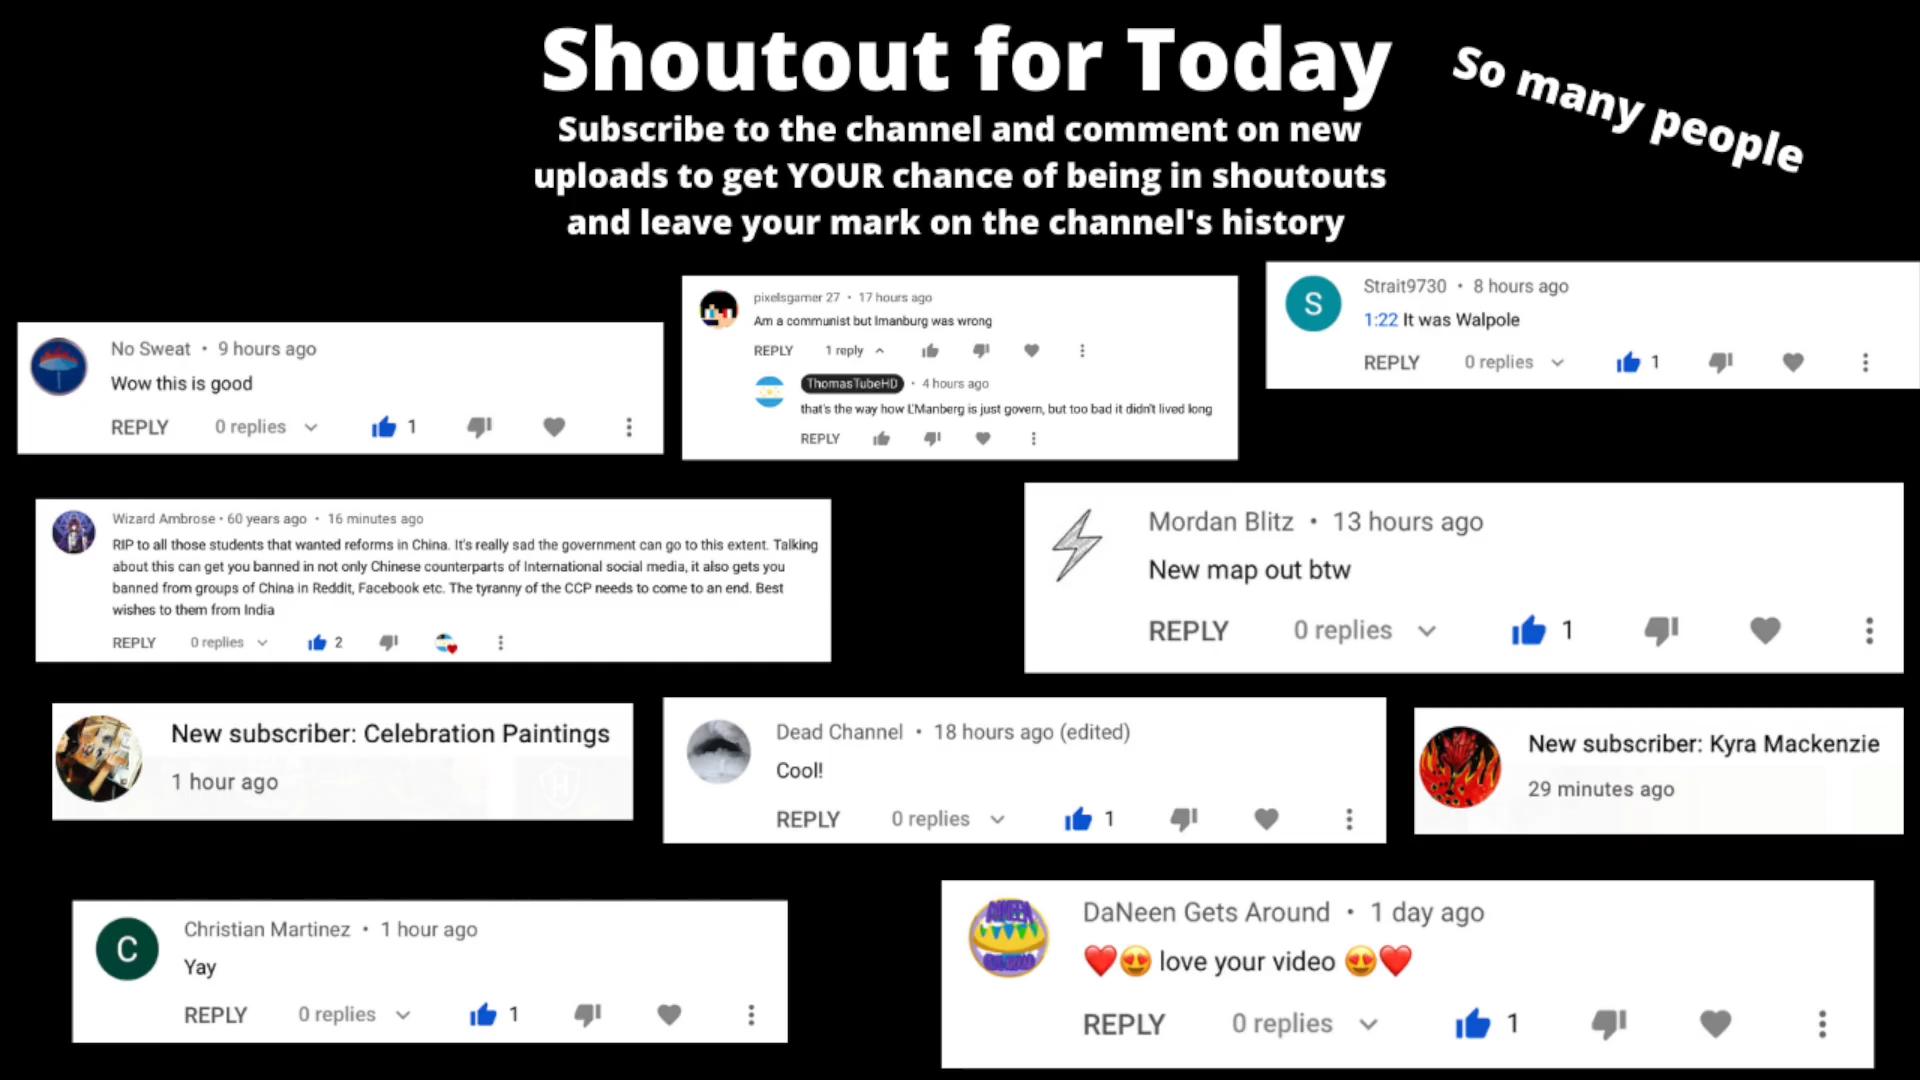 Shoutout for Today
So many people
Subscribe to the channel and comment on new
uploads to get YOUR chance of being in shoutouts
and leave your mark on the channel's history
No Sweat • 9 hours ago
Wow this is good
REPLY 0 replies 1
pixelsgamer 27 • 17 hours ago
Am a communist but lmanburg was wrong
REPLY 1 reply
ThomasTubeHD • 4 hours ago
that's the way how L'Manberg is just govern, but too bad it didn't lived long
REPLY
S
Strait9730 • 8 hours ago
1:22 It was Walpole
REPLY 0 replies 1
Wizard Ambrose • 60 years ago • 16 minutes ago
RIP to all those students that wanted reforms in China. It's really sad the government can go to this extent. Talking
about this can get you banned in not only Chinese counterparts of International social media, it also gets you
banned from groups of China in Reddit, Facebook etc. The tyranny of the CCP needs to come to an end. Best
wishes to them from India
REPLY 0 replies 2
Mordan Blitz • 13 hours ago
New map out btw
REPLY 0 replies 1
New subscriber: Celebration Paintings
1 hour ago
H
Dead Channel • 18 hours ago (edited)
Cool!
REPLY 0 replies 1
New subscriber: Kyra Mackenzie
29 minutes ago
C
Christian Martinez • 1 hour ago
Yay
REPLY 0 replies 1
DaNeen Gets Around • 1 day ago
❤️😍 love your video 😍❤️
REPLY 0 replies 1